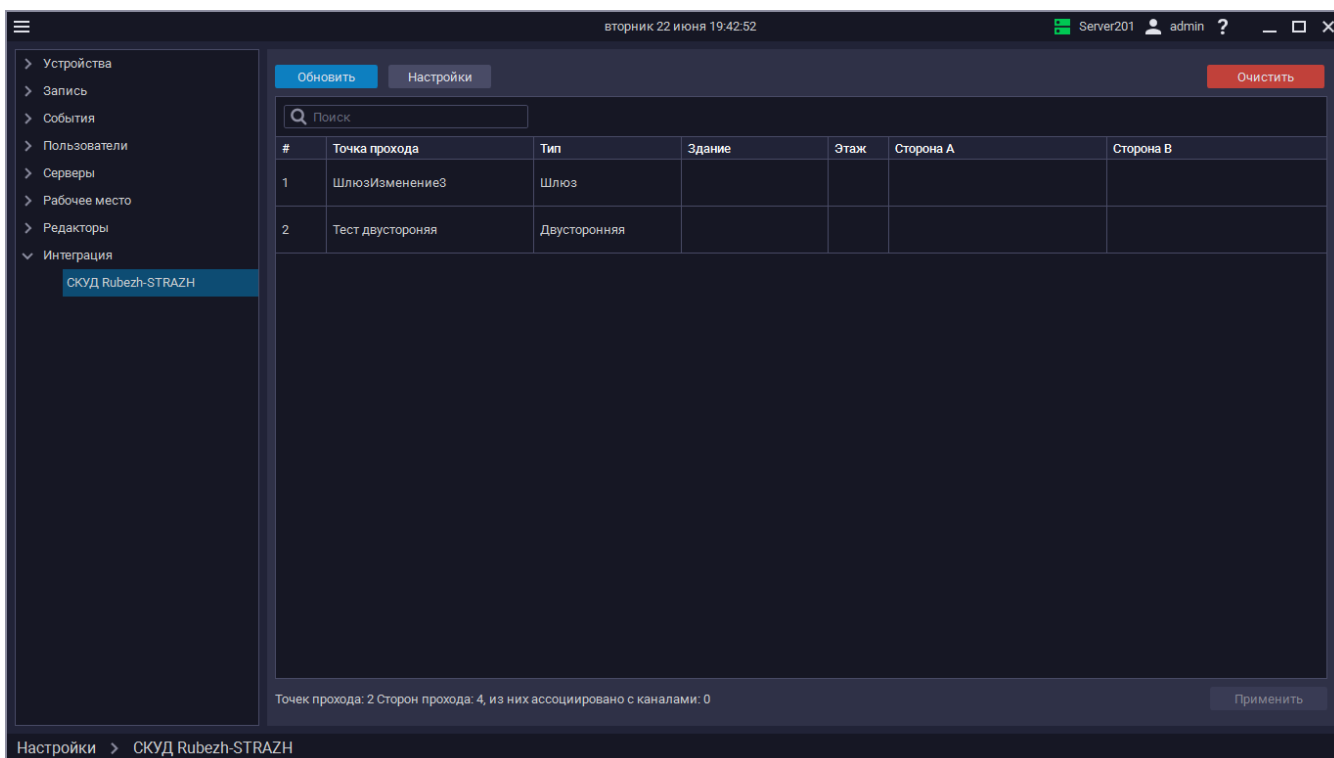 вторник 22 июня 19:42:52 Server201 admin ?
Устройства
Запись
События
Пользователи
Серверы
Рабочее место
Редакторы
Интеграция
СКУД Rubezh-STRAZH
Обновить Настройки Очистить
Поиск
# Точка прохода Тип Здание Этаж Сторона A Сторона B
1 ШлюзИзменение3 Шлюз
2 Тест двустороняя Двусторонняя
Точек прохода: 2 Сторон прохода: 4, из них ассоциировано с каналами: 0 Применить
Настройки > СКУД Rubezh-STRAZH